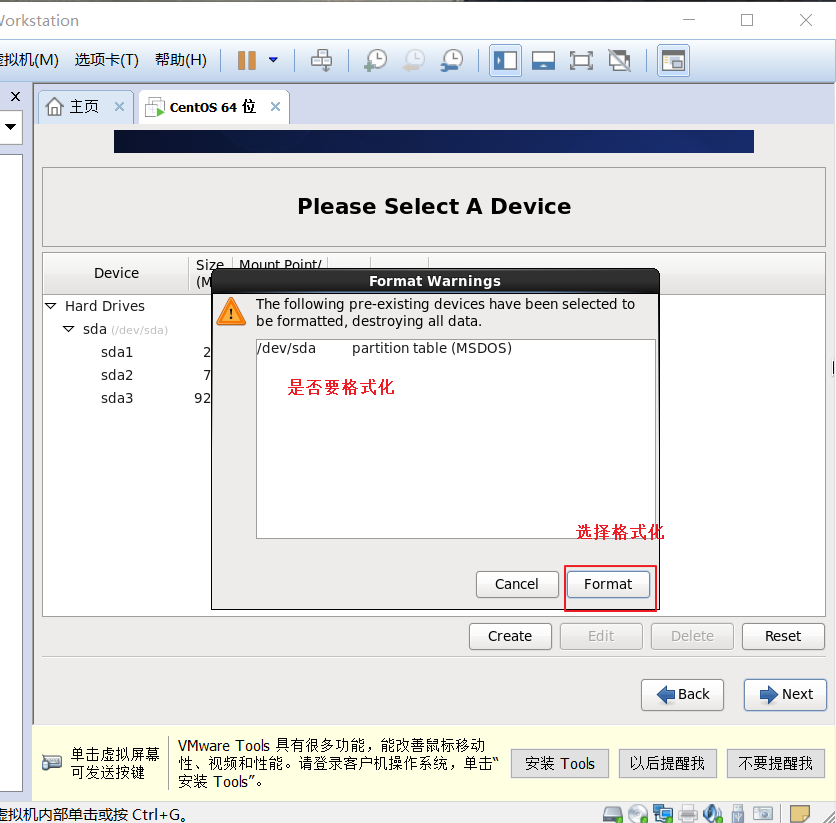 Workstation
虚拟机(M) 选项卡(T) 帮助(H)
主页
CentOS 64 位
Please Select A Device
Device
Size
(M
Mount Point/
Format Warnings
The following pre-existing devices have been selected to
be formatted, destroying all data.
/dev/sda partition table (MSDOS)
是否要格式化
Hard Drives
sda (/dev/sda)
sda1 2
sda2 7
sda3 92
选择格式化
Cancel Format
Create Edit Delete Reset
Back Next
单击虚拟屏幕
可发送按键
VMware Tools 具有很多功能，能改善鼠标移动
性、视频和性能。请登录客户机操作系统，单击“
安装 Tools”。
安装 Tools 以后提醒我 不要提醒我
虚拟机内部单击或按 Ctrl+G。